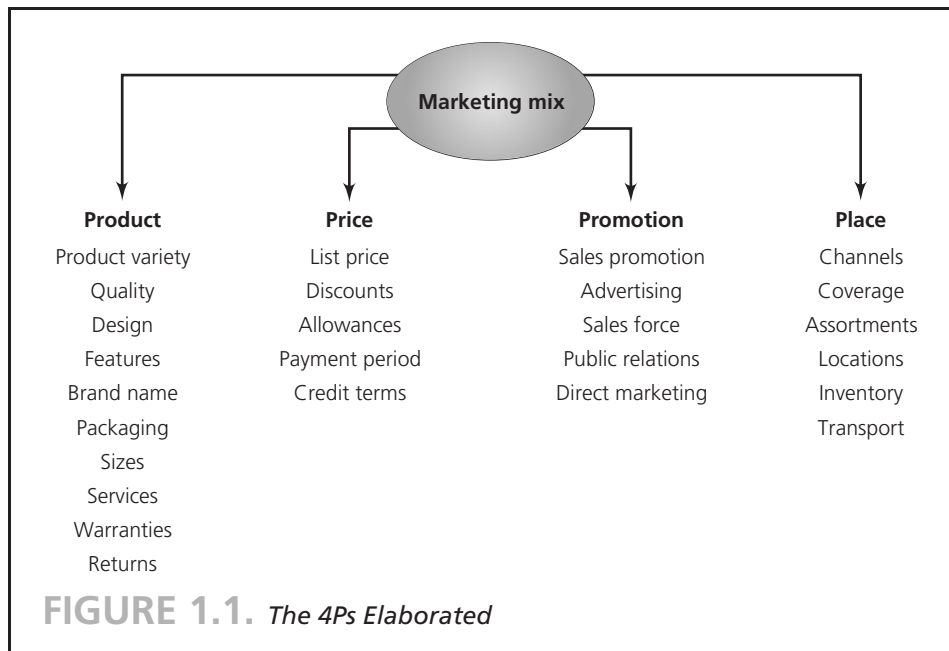 Marketing mix
Product
Product variety
Quality
Design
Features
Brand name
Packaging
Sizes
Services
Warranties
Returns
Price
List price
Discounts
Allowances
Payment period
Credit terms
Promotion
Sales promotion
Advertising
Sales force
Public relations
Direct marketing
Place
Channels
Coverage
Assortments
Locations
Inventory
Transport
FIGURE 1.1. The 4Ps Elaborated